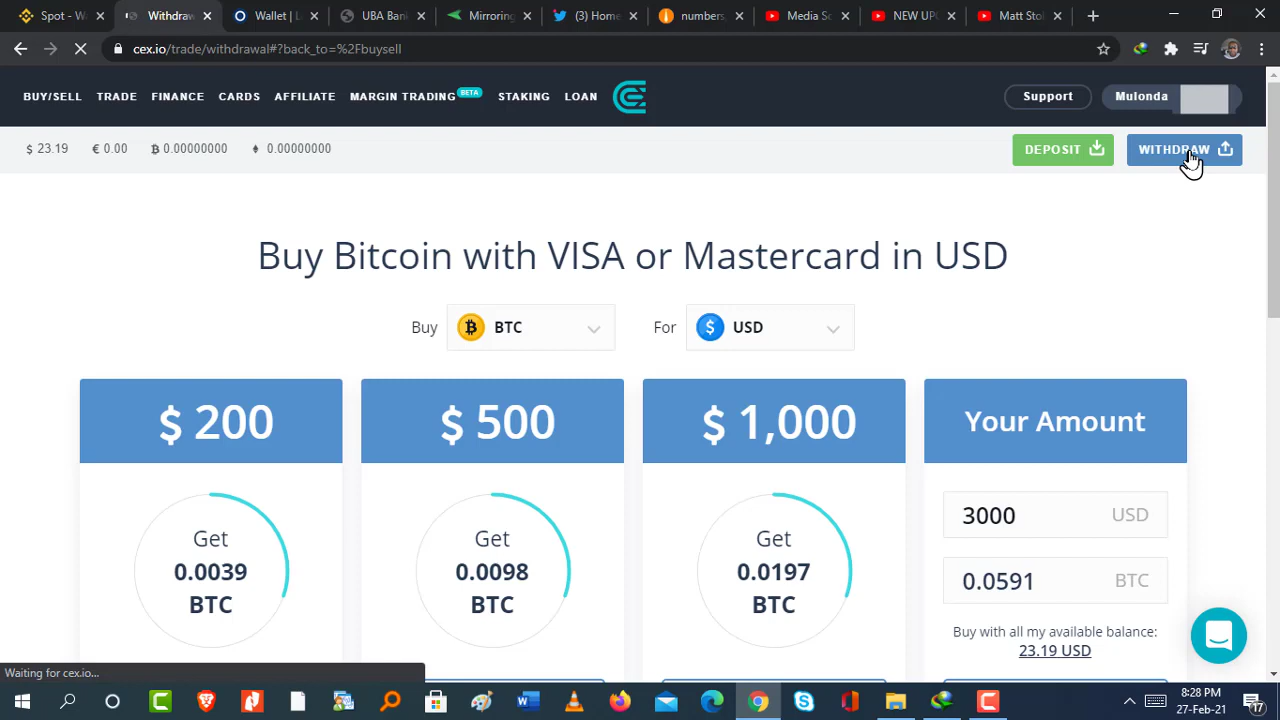 Spot - W
Withdraw
Wallet | L
UBA Bank
Mirroring
(3) Home
numbers,
Media So
NEW UPD
Matt Stok
cex.io/trade/withdrawal#?back_to=%2Fbuysell
BUY/SELL TRADE FINANCE CARDS AFFILIATE MARGIN TRADING BETA STAKING LOAN
Support
Mulonda
$ 23.19 € 0.00 ₿ 0.00000000 0.00000000
DEPOSIT
WITHDRAW
Buy Bitcoin with VISA or Mastercard in USD
Buy BTC For USD
$ 200
Get
0.0039
BTC
$ 500
Get
0.0098
BTC
$ 1,000
Get
0.0197
BTC
Your Amount
3000 USD
0.0591 BTC
Buy with all my available balance:
23.19 USD
Waiting for cex.io...
8:28 PM
27-Feb-21
17